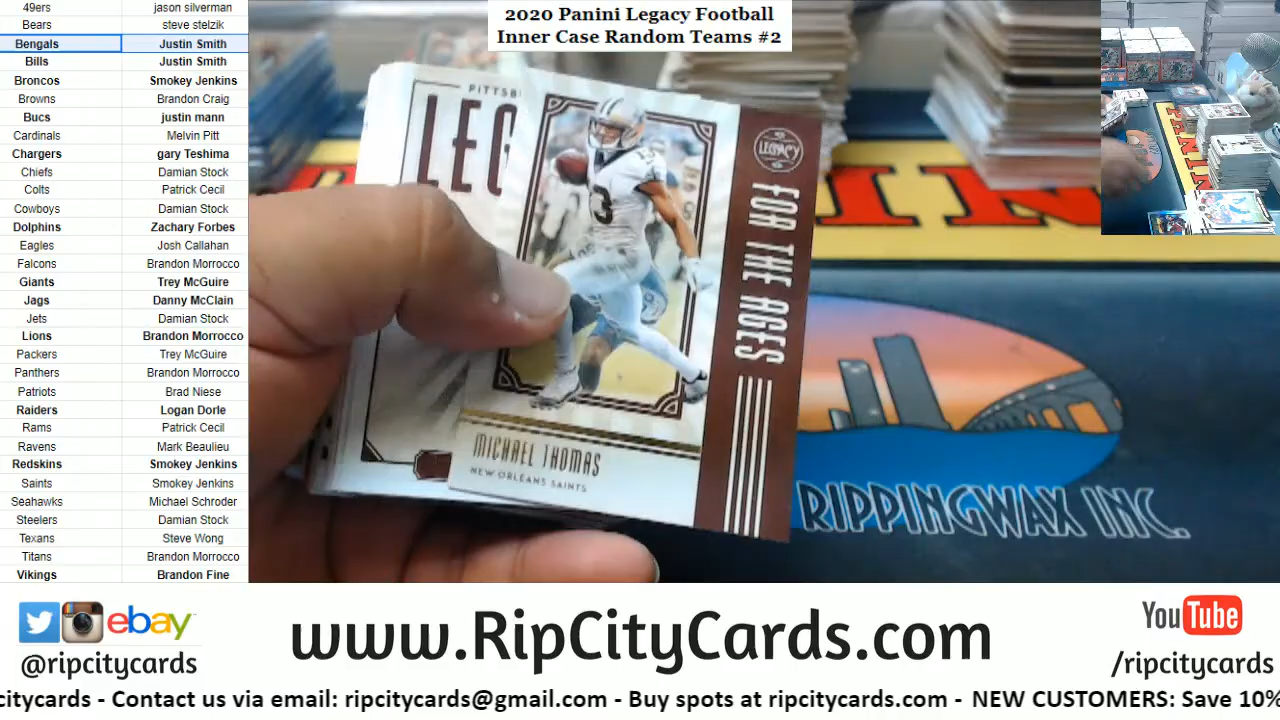 2020 Panini Legacy Football
Inner Case Random Teams #2
49ers jason silverman
Bears steve stelzik
Bengals Justin Smith
Bills Justin Smith
Broncos Smokey Jenkins
Browns Brandon Craig
Bucs justin mann
Cardinals Melvin Pitt
Chargers gary Teshima
Chiefs Damian Stock
Colts Patrick Cecil
Cowboys Damian Stock
Dolphins Zachary Forbes
Eagles Josh Callahan
Falcons Brandon Morrocco
Giants Trey McGuire
Jags Danny McClain
Jets Damian Stock
Lions Brandon Morrocco
Packers Trey McGuire
Panthers Brandon Morrocco
Patriots Brad Niese
Raiders Logan Dorle
Rams Patrick Cecil
Ravens Mark Beaulieu
Redskins Smokey Jenkins
Saints Smokey Jenkins
Seahawks Michael Schroder
Steelers Damian Stock
Texans Steve Wong
Titans Brandon Morrocco
Vikings Brandon Fine
PITTSB
LEG
LEGACY
FOR THE AGES
MICHAEL THOMAS
NEW ORLEANS SAINTS
RIPPINGWAX INC.
PANINI
ebay
@ripcitycards
www.RipCityCards.com
YouTube
/ripcitycards
citycards - Contact us via email: ripcitycards@gmail.com - Buy spots at ripcitycards.com - NEW CUSTOMERS: Save 10%